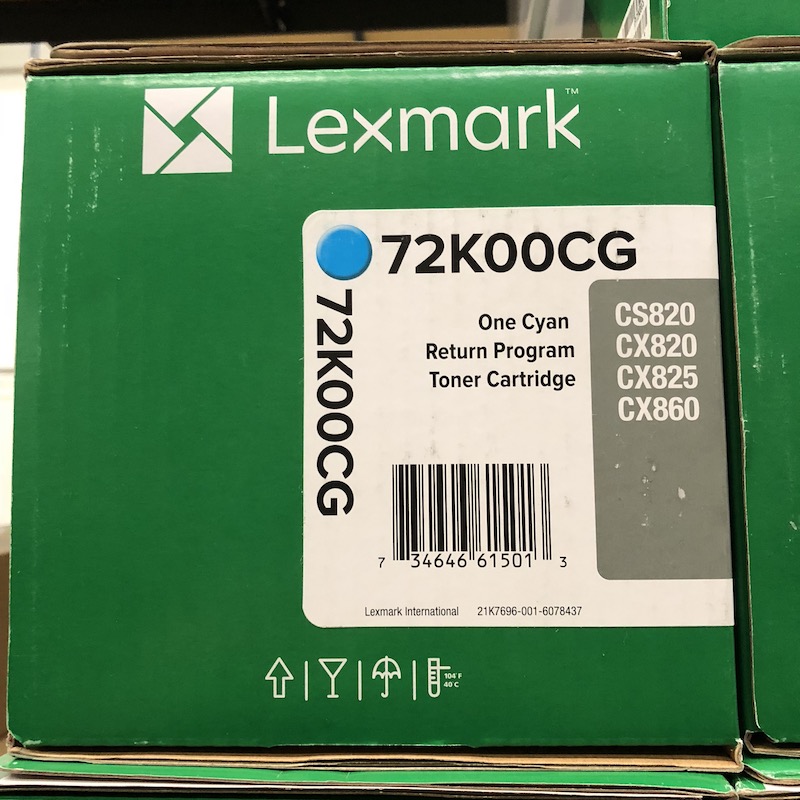 Lexmark™
72K00CG
72K00CG
One Cyan
Return Program
Toner Cartridge
CS820
CX820
CX825
CX860
7 34646 61501 3
Lexmark International 21K7696-001-6078437
104°F
40°C